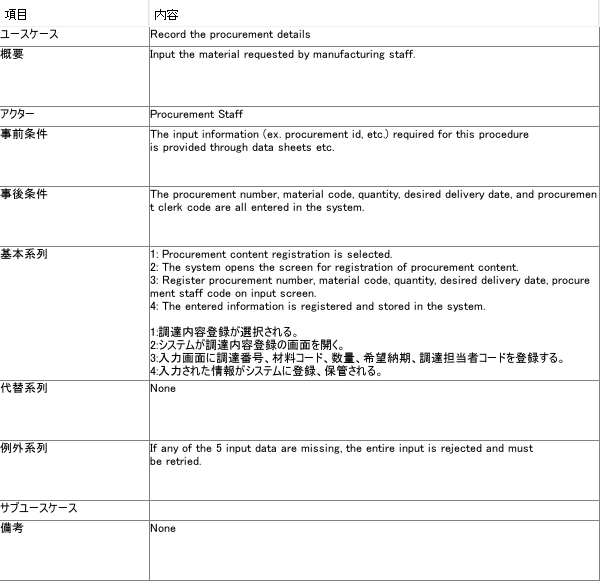 項目 内容
ユースケース Record the procurement details
概要 Input the material requested by manufacturing staff.
アクター Procurement Staff
事前条件 The input information (ex. procurement id, etc.) required for this procedure
is provided through data sheets etc.
事後条件 The procurement number, material code, quantity, desired delivery date, and procuremen
t clerk code are all entered in the system.
基本系列 1: Procurement content registration is selected.
2: The system opens the screen for registration of procurement content.
3: Register procurement number, material code, quantity, desired delivery date, procure
ment staff code on input screen.
4: The entered information is registered and stored in the system.
1:調達内容登録が選択される。
2:システムが調達内容登録の画面を開く。
3:入力画面に調達番号、材料コード、数量、希望納期、調達担当者コードを登録する。
4:入力された情報がシステムに登録、保管される。
代替系列 None
例外系列 If any of the 5 input data are missing, the entire input is rejected and must
be retried.
サブユースケース
備考 None